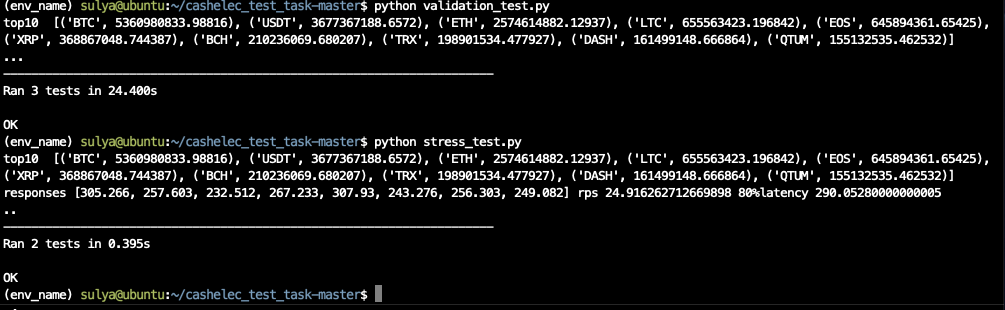 (env_name) sulya@ubuntu:~/cashelec_test_task-master$ python validation_test.py
top10  [('BTC', 5360980833.98816), ('USDT', 3677367188.6572), ('ETH', 2574614882.12937), ('LTC', 655563423.196842), ('EOS', 645894361.65425),
('XRP', 368867048.744387), ('BCH', 210236069.680207), ('TRX', 198901534.477927), ('DASH', 161499148.666864), ('QTUM', 155132535.462532)]
...
----------------------------------------------------------------------
Ran 3 tests in 24.400s
OK
(env_name) sulya@ubuntu:~/cashelec_test_task-master$ python stress_test.py
top10  [('BTC', 5360980833.98816), ('USDT', 3677367188.6572), ('ETH', 2574614882.12937), ('LTC', 655563423.196842), ('EOS', 645894361.65425),
('XRP', 368867048.744387), ('BCH', 210236069.680207), ('TRX', 198901534.477927), ('DASH', 161499148.666864), ('QTUM', 155132535.462532)]
responses [305.266, 257.603, 232.512, 267.233, 307.93, 243.276, 256.303, 249.082] rps 24.916262712669898 80%latency 290.05280000000005
..
----------------------------------------------------------------------
Ran 2 tests in 0.395s
OK
(env_name) sulya@ubuntu:~/cashelec_test_task-master$